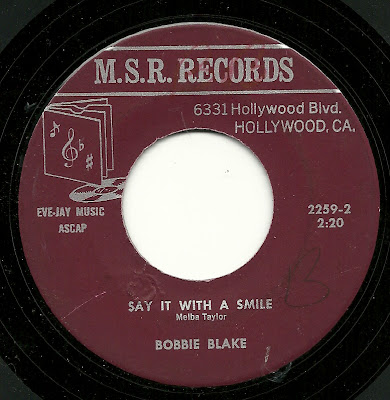 M.S.R. RECORDS
6331 Hollywood Blvd.
HOLLYWOOD, CA.
EVE-JAY MUSIC
ASCAP
2259-2
2:20
SAY IT WITH A SMILE
Melba Taylor
BOBBIE BLAKE
B